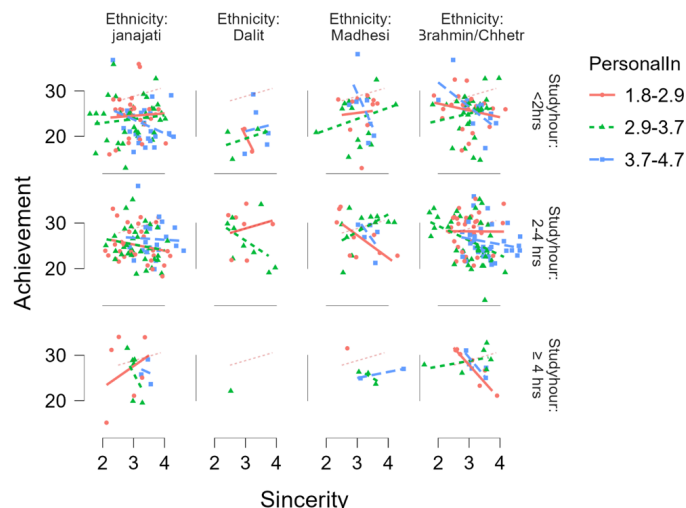 Ethnicity: Ethnicity: Ethnicity: Ethnicity:
janajati Dalit Madhesi Brahmin/Chhetr
PersonalIn
1.8-2.9
2.9-3.7
3.7-4.7
Achievement
30
20
Studyhour:
<2hrs
30
20
Studyhour:
2-4 hrs
30
20
Studyhour:
≥ 4 hrs
2 3 4 2 3 4 2 3 4 2 3 4
Sincerity